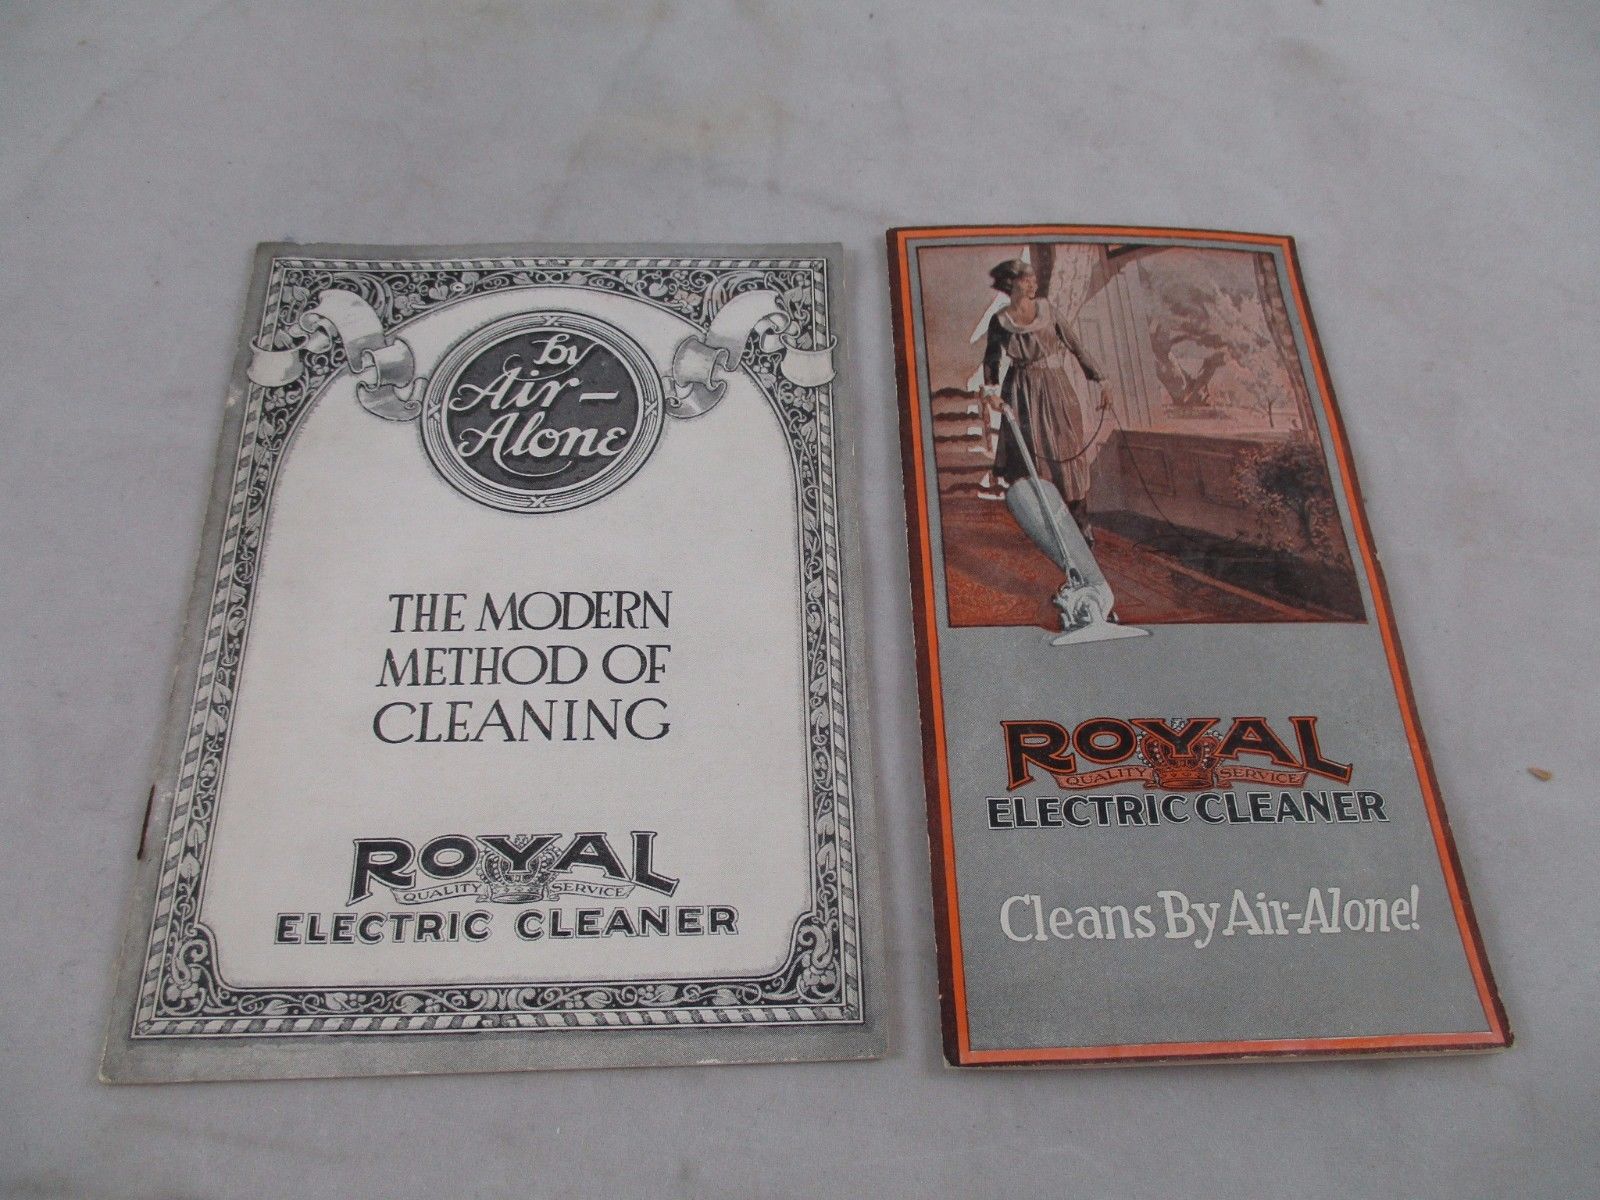 by
Air-
Alone
THE MODERN
METHOD OF
CLEANING
ROYAL
QUALITY SERVICE
ELECTRIC CLEANER
ROYAL
QUALITY SERVICE
ELECTRIC CLEANER
Cleans By Air-Alone!